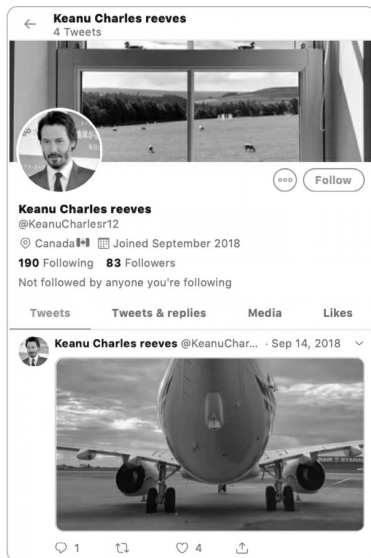 Keanu Charles reeves
4 Tweets
Follow
Keanu Charles reeves
@KeanuCharlesr12
Canada🇨🇦 Joined September 2018
190 Following 83 Followers
Not followed by anyone you're following
Tweets Tweets & replies Media Likes
Keanu Charles reeves @KeanuChar... · Sep 14, 2018
1 4